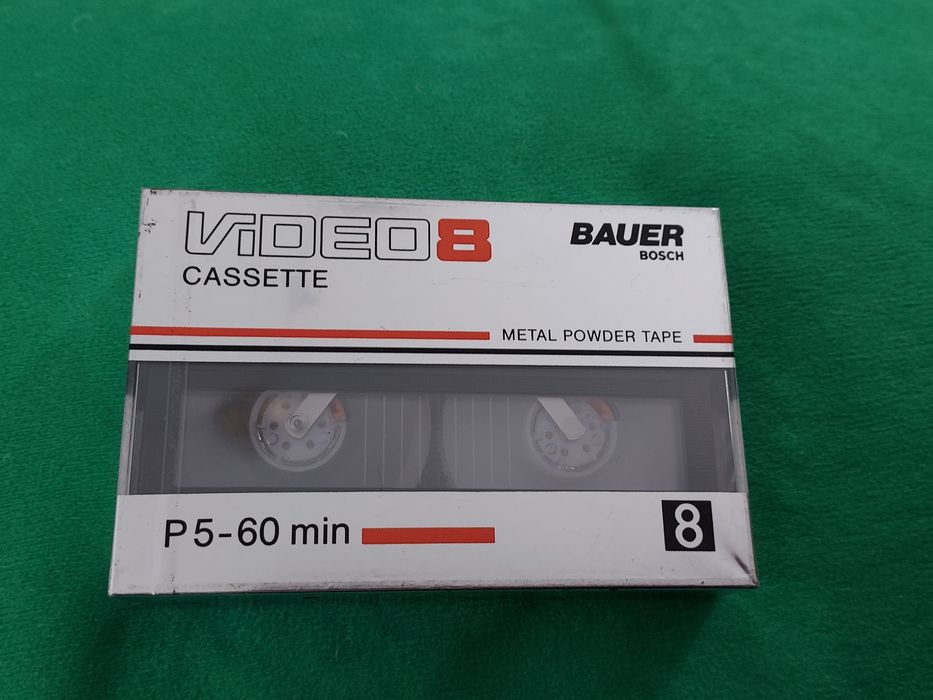 ViDEO8
BAUER
BOSCH
CASSETTE
METAL POWDER TAPE
P5-60 min
8